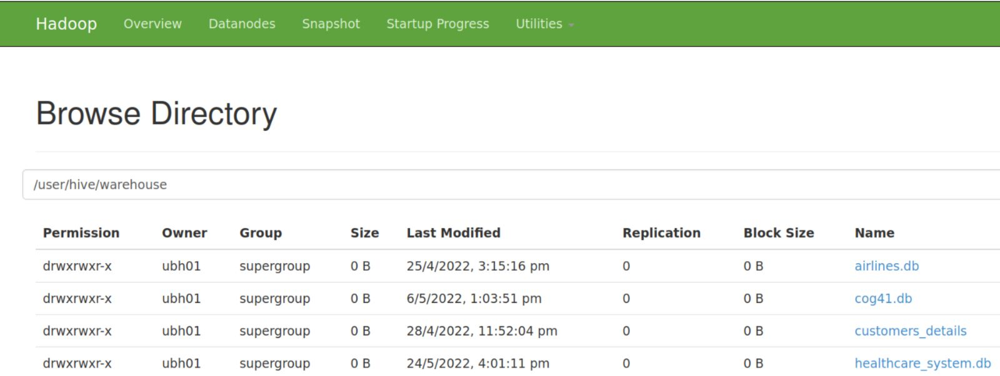 Hadoop Overview Datanodes Snapshot Startup Progress Utilities
Browse Directory
/user/hive/warehouse
Permission Owner Group Size Last Modified Replication Block Size Name
drwxrwxr-x ubh01 supergroup 0 B 25/4/2022, 3:15:16 pm 0 0 B airlines.db
drwxrwxr-x ubh01 supergroup 0 B 6/5/2022, 1:03:51 pm 0 0 B cog41.db
drwxrwxr-x ubh01 supergroup 0 B 28/4/2022, 11:52:04 pm 0 0 B customers_details
drwxrwxr-x ubh01 supergroup 0 B 24/5/2022, 4:01:11 pm 0 0 B healthcare_system.db